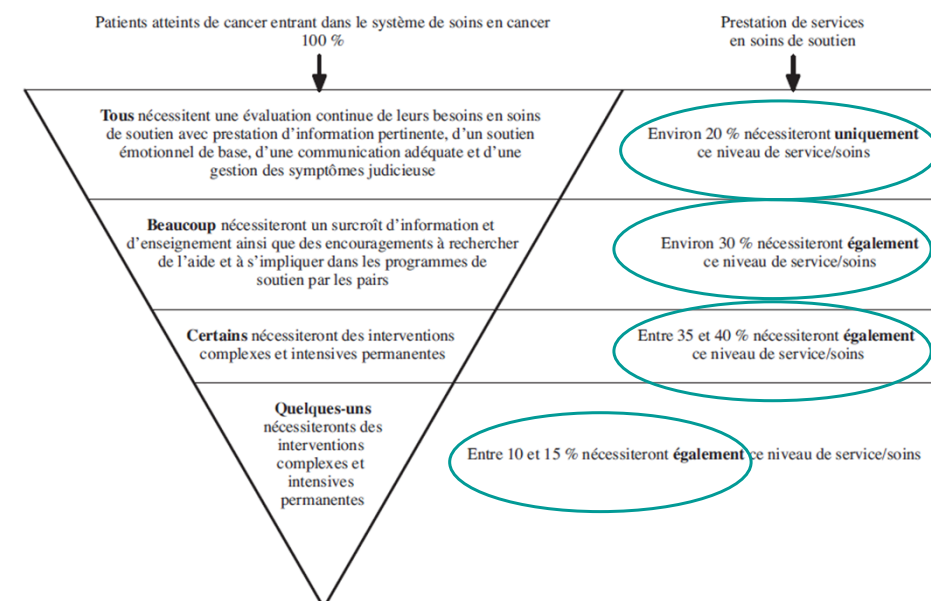 Patients atteints de cancer entrant dans le système de soins en cancer
100 %
Prestation de services
en soins de soutien
Tous nécessitent une évaluation continue de leurs besoins en soins
de soutien avec prestation d'information pertinente, d'un soutien
émotionnel de base, d'une communication adéquate et d'une
gestion des symptômes judicieuse
Environ 20 % nécessiteront uniquement
ce niveau de service/soins
Beaucoup nécessiteront un surcroît d'information et
d'enseignement ainsi que des encouragements à rechercher
de l'aide et à s'impliquer dans les programmes de
soutien par les pairs
Environ 30 % nécessiteront également
ce niveau de service/soins
Certains nécessiteront des interventions
complexes et intensives permanentes
Entre 35 et 40 % nécessiteront également
ce niveau de service/soins
Quelques-uns
nécessiteronts des
interventions
complexes et
intensives
permanentes
Entre 10 et 15 % nécessiteront également ce niveau de service/soins